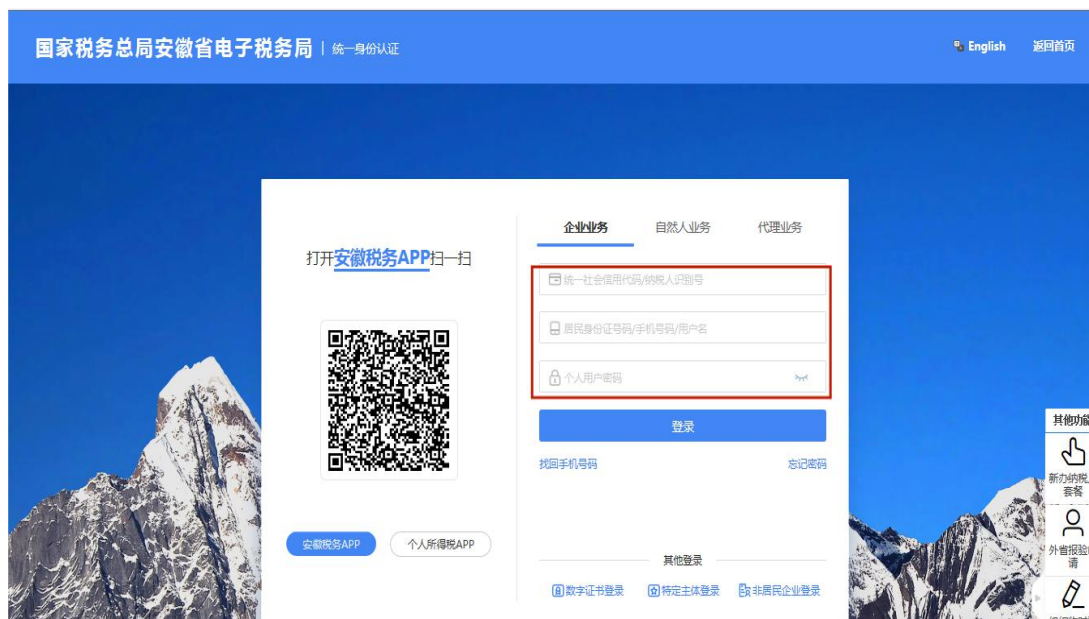 国家税务总局安徽省电子税务局 | 统一身份认证
English 返回首页
企业业务 自然人业务 代理业务
打开安徽税务APP扫一扫
统一社会信用代码/纳税人识别号
居民身份证号码/手机号码/用户名
个人用户密码
登录
找回手机号码 忘记密码
安徽税务APP 个人所得税APP
其他登录
数字证书登录 特定主体登录 非居民企业登录
其他功能
新办纳税
套餐
外省报验
请